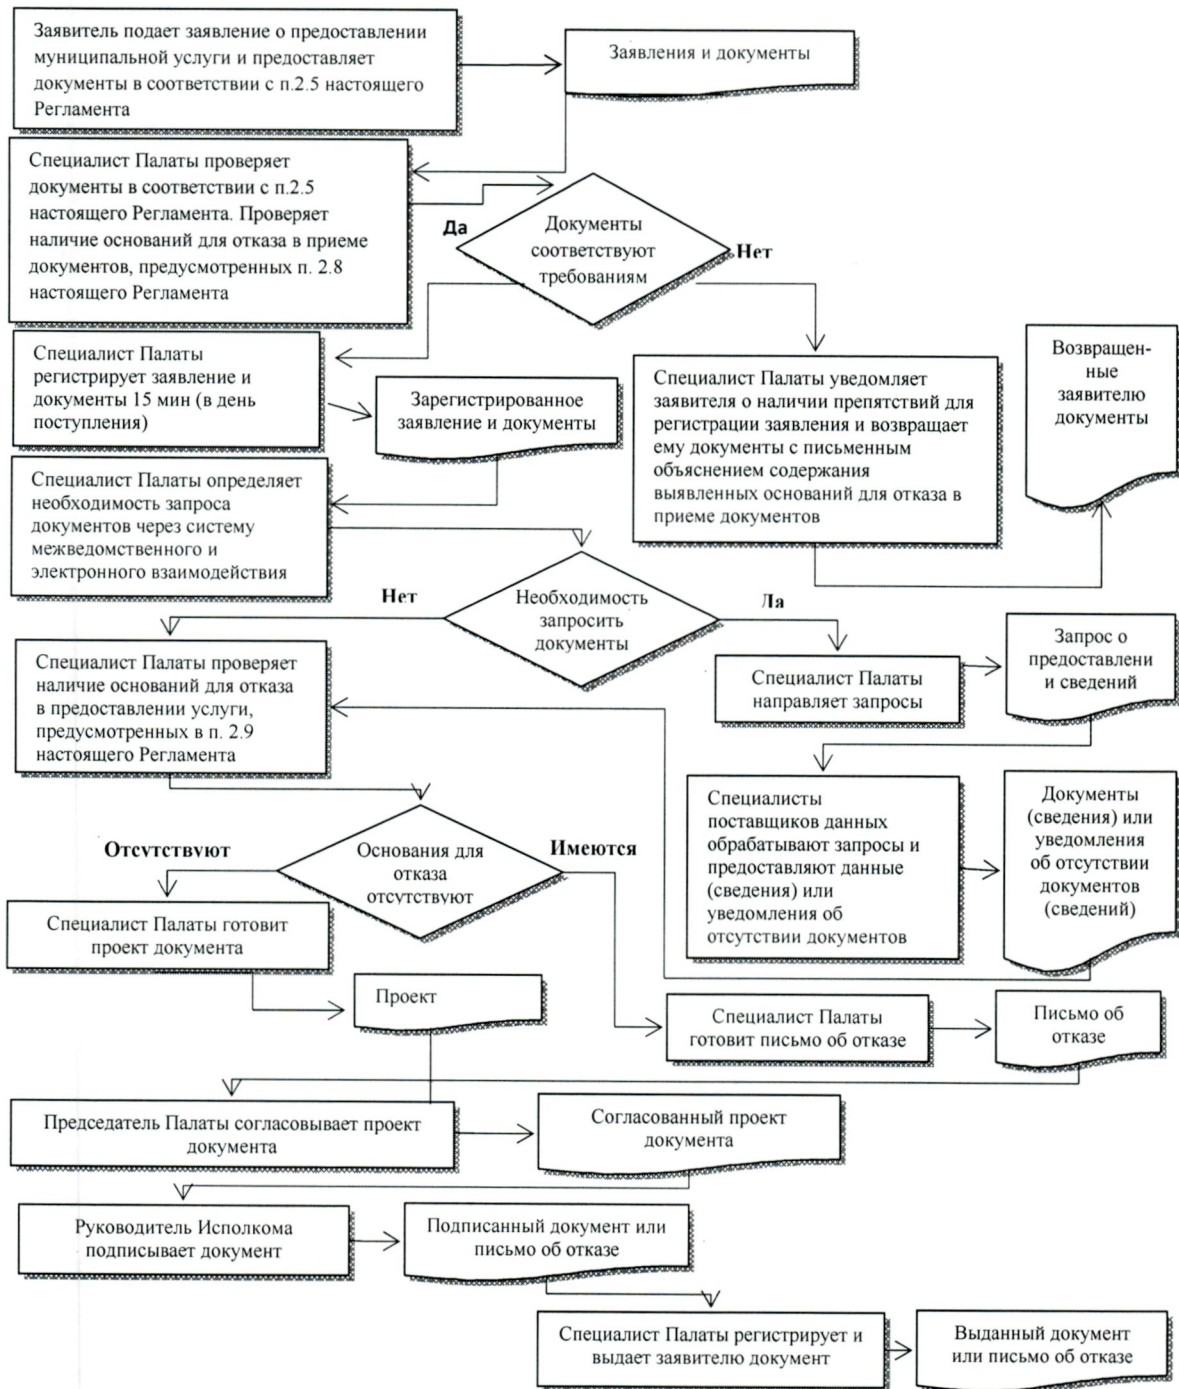 Заявитель подает заявление о предоставлении
муниципальной услуги и предоставляет
документы в соответствии с п.2.5 настоящего
Регламента
Заявления и документы
Специалист Палаты проверяет
документы в соответствии с п.2.5
настоящего Регламента. Проверяет
наличие оснований для отказа в приеме
документов, предусмотренных п. 2.8
настоящего Регламента
Да
Документы
соответствуют
требованиям
Нет
Специалист Палаты
регистрирует заявление и
документы 15 мин (в день
поступления)
Зарегистрированное
заявление и документы
Специалист Палаты уведомляет
заявителя о наличии препятствий для
регистрации заявления и возвращает
ему документы с письменным
объяснением содержания
выявленных оснований для отказа в
приеме документов
Возвращен-
ные
заявителю
документы
Специалист Палаты определяет
необходимость запроса
документов через систему
межведомственного и
электронного взаимодействия
Нет
Необходимость
запросить
документы
Да
Специалист Палаты
направляет запросы
Запрос о
предоставлени
и сведений
Специалист Палаты проверяет
наличие оснований для отказа
в предоставлении услуги,
предусмотренных в п. 2.9
настоящего Регламента
Специалисты
поставщиков данных
обрабатывают запросы и
предоставляют данные
(сведения) или
уведомления об
отсутствии документов
Документы
(сведения) или
уведомления
об отсутствии
документов
(сведений)
Отсутствуют
Основания для
отказа
отсутствуют
Имеются
Специалист Палаты готовит
проект документа
Проект
Специалист Палаты
готовит письмо об отказе
Письмо об
отказе
Председатель Палаты согласовывает проект
документа
Согласованный проект
документа
Руководитель Исполкома
подписывает документ
Подписанный документ или
письмо об отказе
Специалист Палаты регистрирует и
выдает заявителю документ
Выданный документ
или письмо об отказе